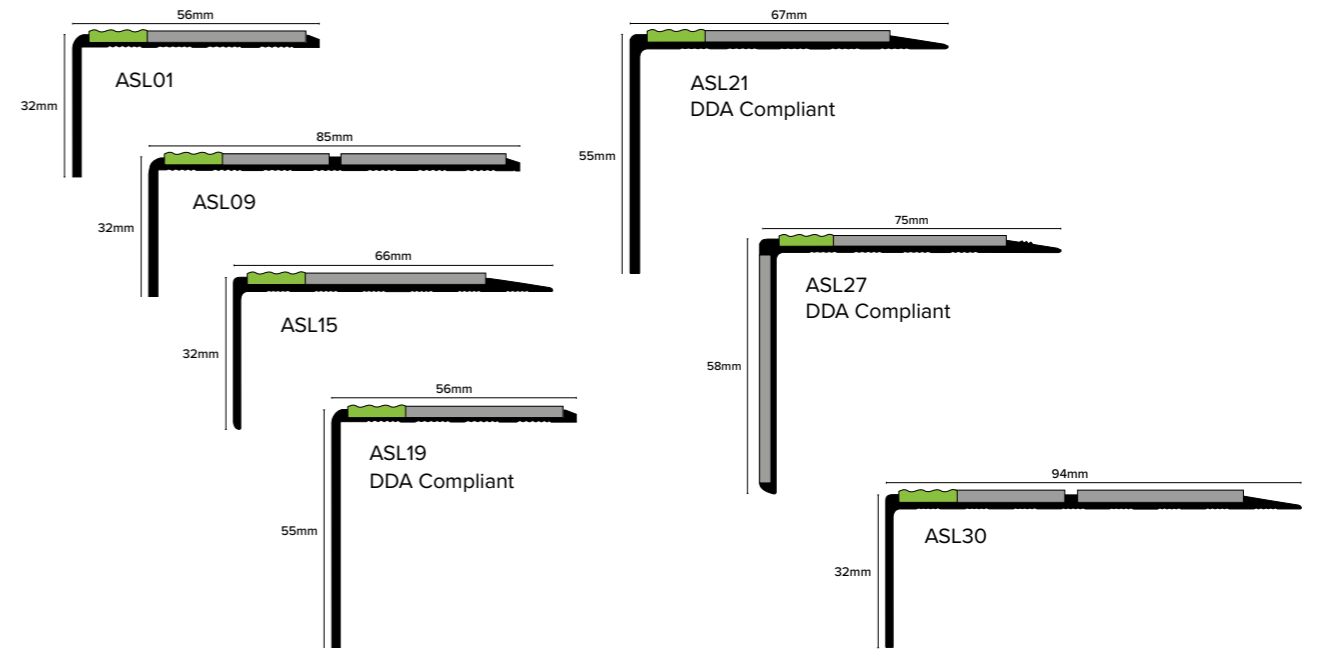 56mm
32mm
ASL01
85mm
32mm
ASL09
66mm
32mm
ASL15
56mm
55mm
ASL19
DDA Compliant
67mm
55mm
ASL21
DDA Compliant
75mm
58mm
ASL27
DDA Compliant
94mm
32mm
ASL30